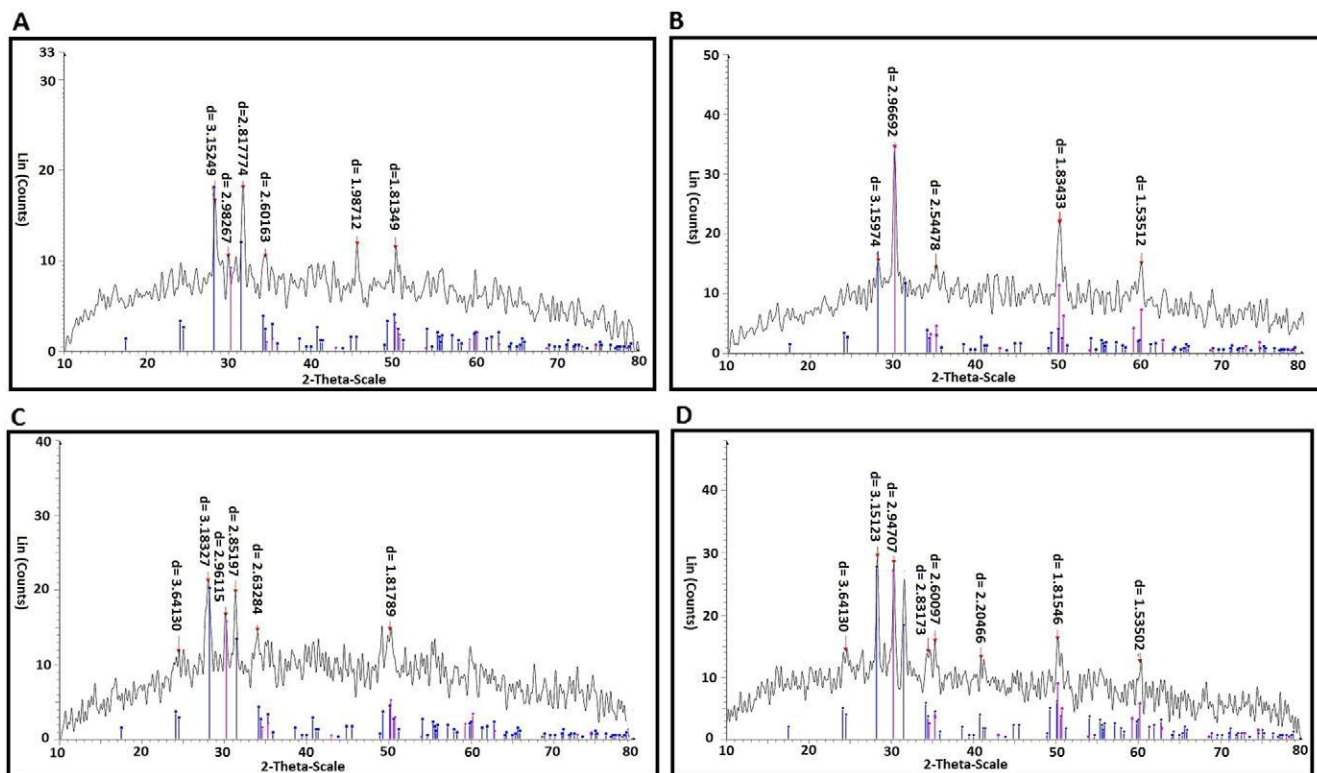 A
33
30
20
10
0
Lin (Counts)
d= 3.15249
d= 2.98267
d=2.817774
d= 2.60163
d= 1.98712
d=1.81349
10 20 30 40 50 60 70 80
2-Theta-Scale
B
50
40
30
20
10
0
Lin (Counts)
d= 3.15974
d= 2.96692
d= 2.54478
d= 1.83433
d= 1.53512
10 20 30 40 50 60 70 80
2-Theta-Scale
C
40
30
20
10
0
Lin (Counts)
d= 3.64130
d= 3.18327
d= 2.96115
d= 2.85197
d= 2.63284
d= 1.81789
10 20 30 40 50 60 70 80
2-Theta-Scale
D
40
30
20
10
0
Lin (Counts)
d= 3.64130
d= 3.15123
d= 2.94707
d= 2.83173
d= 2.60097
d= 2.20466
d= 1.81546
d= 1.53502
10 20 30 40 50 60 70 80
2-Theta-Scale